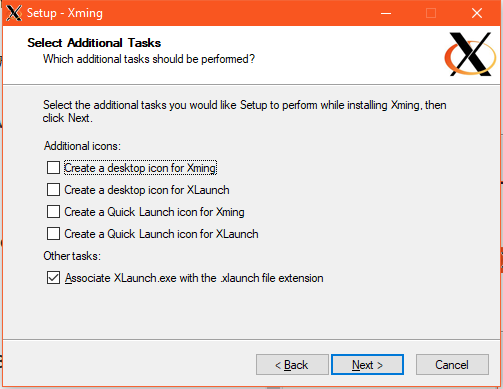 Setup - Xming
Select Additional Tasks
Which additional tasks should be performed?
Select the additional tasks you would like Setup to perform while installing Xming, then
click Next.
Additional icons:
Create a desktop icon for Xming
Create a desktop icon for XLaunch
Create a Quick Launch icon for Xming
Create a Quick Launch icon for XLaunch
Other tasks:
Associate XLaunch.exe with the .xlaunch file extension
< Back
Next >
Cancel